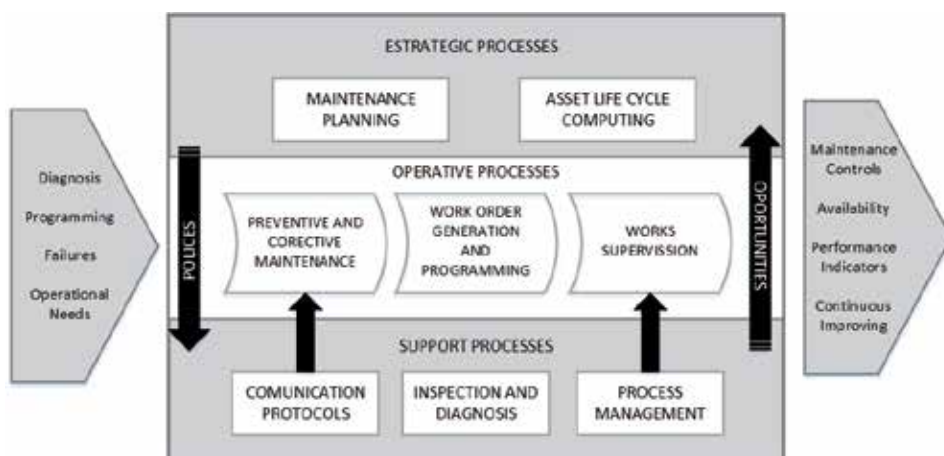 ESTRATEGIC PROCESSES
MAINTENANCE
PLANNING
ASSET LIFE CYCLE
COMPUTING
Diagnosis
Programming
Failures
Operational
Needs
POLICES
OPERATIVE PROCESSES
PREVENTIVE AND
CORECTIVE
MAINTENANCE
WORK ORDER
GENERATION
AND
PROGRAMMING
WORKS
SUPERVISSION
OPORTUNITIES
Maintenance
Controls
Availability
Performance
Indicators
Continuous
Improving
SUPPORT PROCESSES
COMUNICATION
PROTOCOLS
INSPECTION AND
DIAGNOSIS
PROCESS
MANAGEMENT